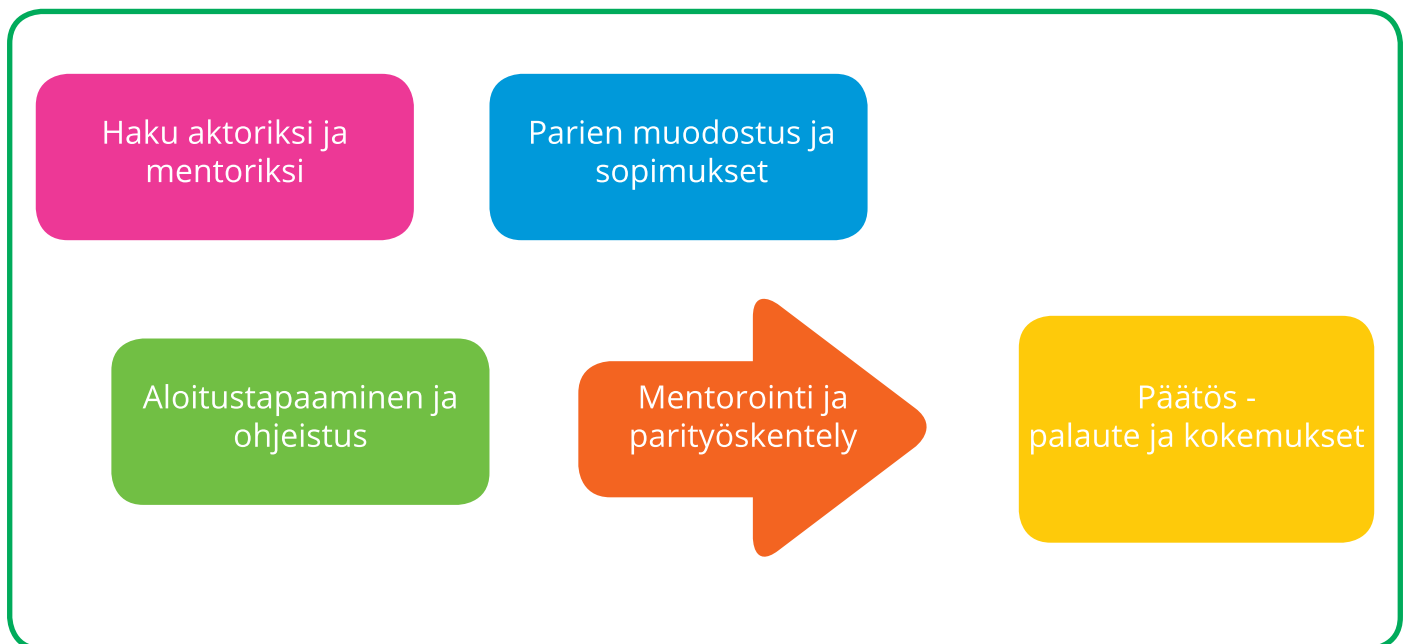 Haku aktoriksi ja
mentoriksi
Parien muodostus ja
sopimukset
Aloitustapaaminen ja
ohjeistus
Mentorointi ja
parityöskentely
Päätös -
palaute ja kokemukset